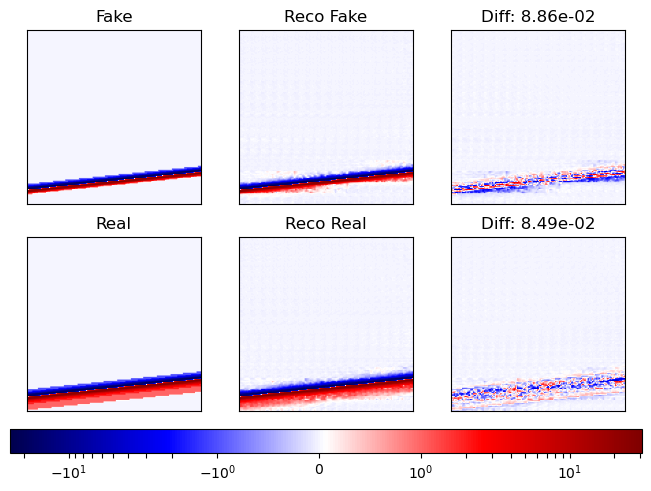 Fake Reco Fake Diff: 8.86e-02
Real Reco Real Diff: 8.49e-02
−10¹ −10⁰ 0 10⁰ 10¹